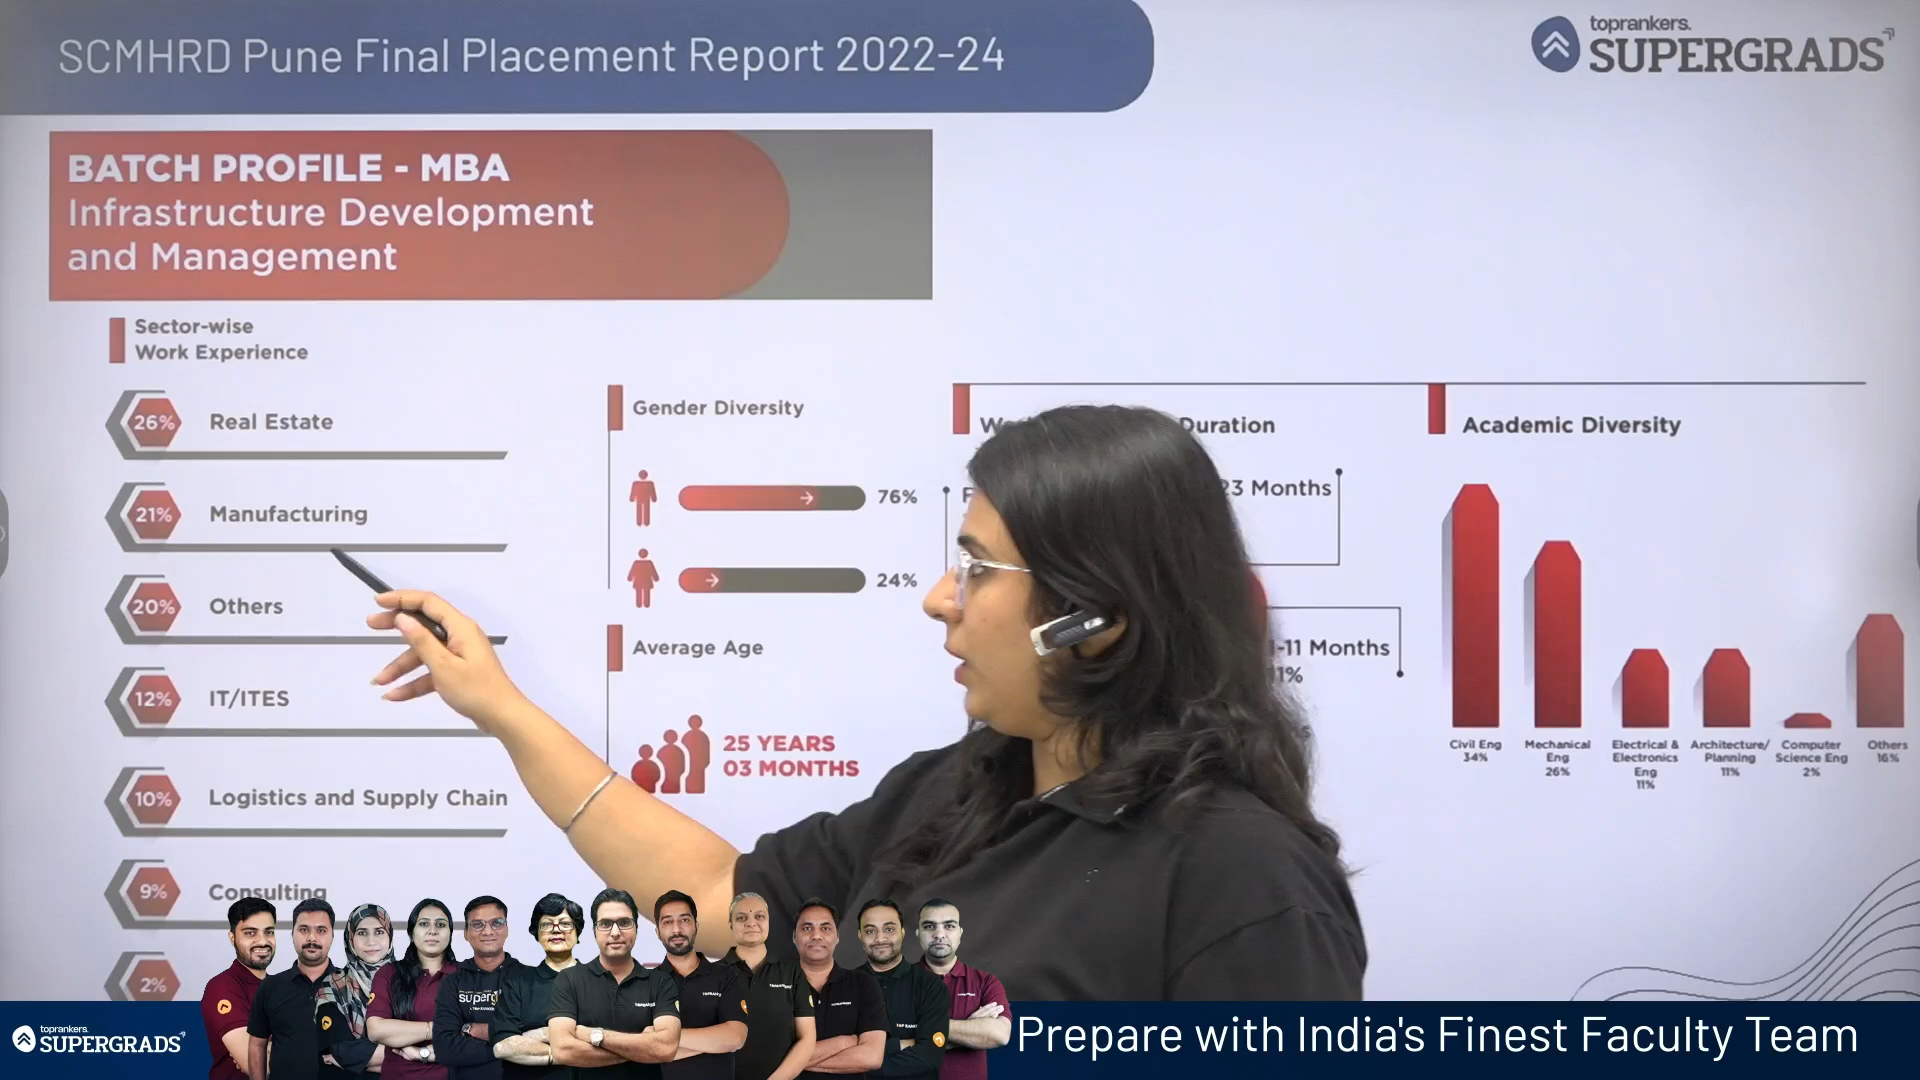 SCMHRD Pune Final Placement Report 2022-24
toprankers.
SUPERGRADS
BATCH PROFILE - MBA
Infrastructure Development
and Management
Sector-wise
Work Experience
26% Real Estate
21% Manufacturing
20% Others
12% IT/ITES
10% Logistics and Supply Chain
9% Consulting
2%
Gender Diversity
76%
24%
Average Age
25 YEARS
03 MONTHS
Duration
23 Months
1-11 Months
11%
Academic Diversity
Civil Eng
34%
Mechanical
Eng
26%
Electrical &
Electronics
Eng
11%
Architecture/
Planning
11%
Computer
Science Eng
2%
Others
16%
toprankers.
SUPERGRADS
Prepare with India's Finest Faculty Team